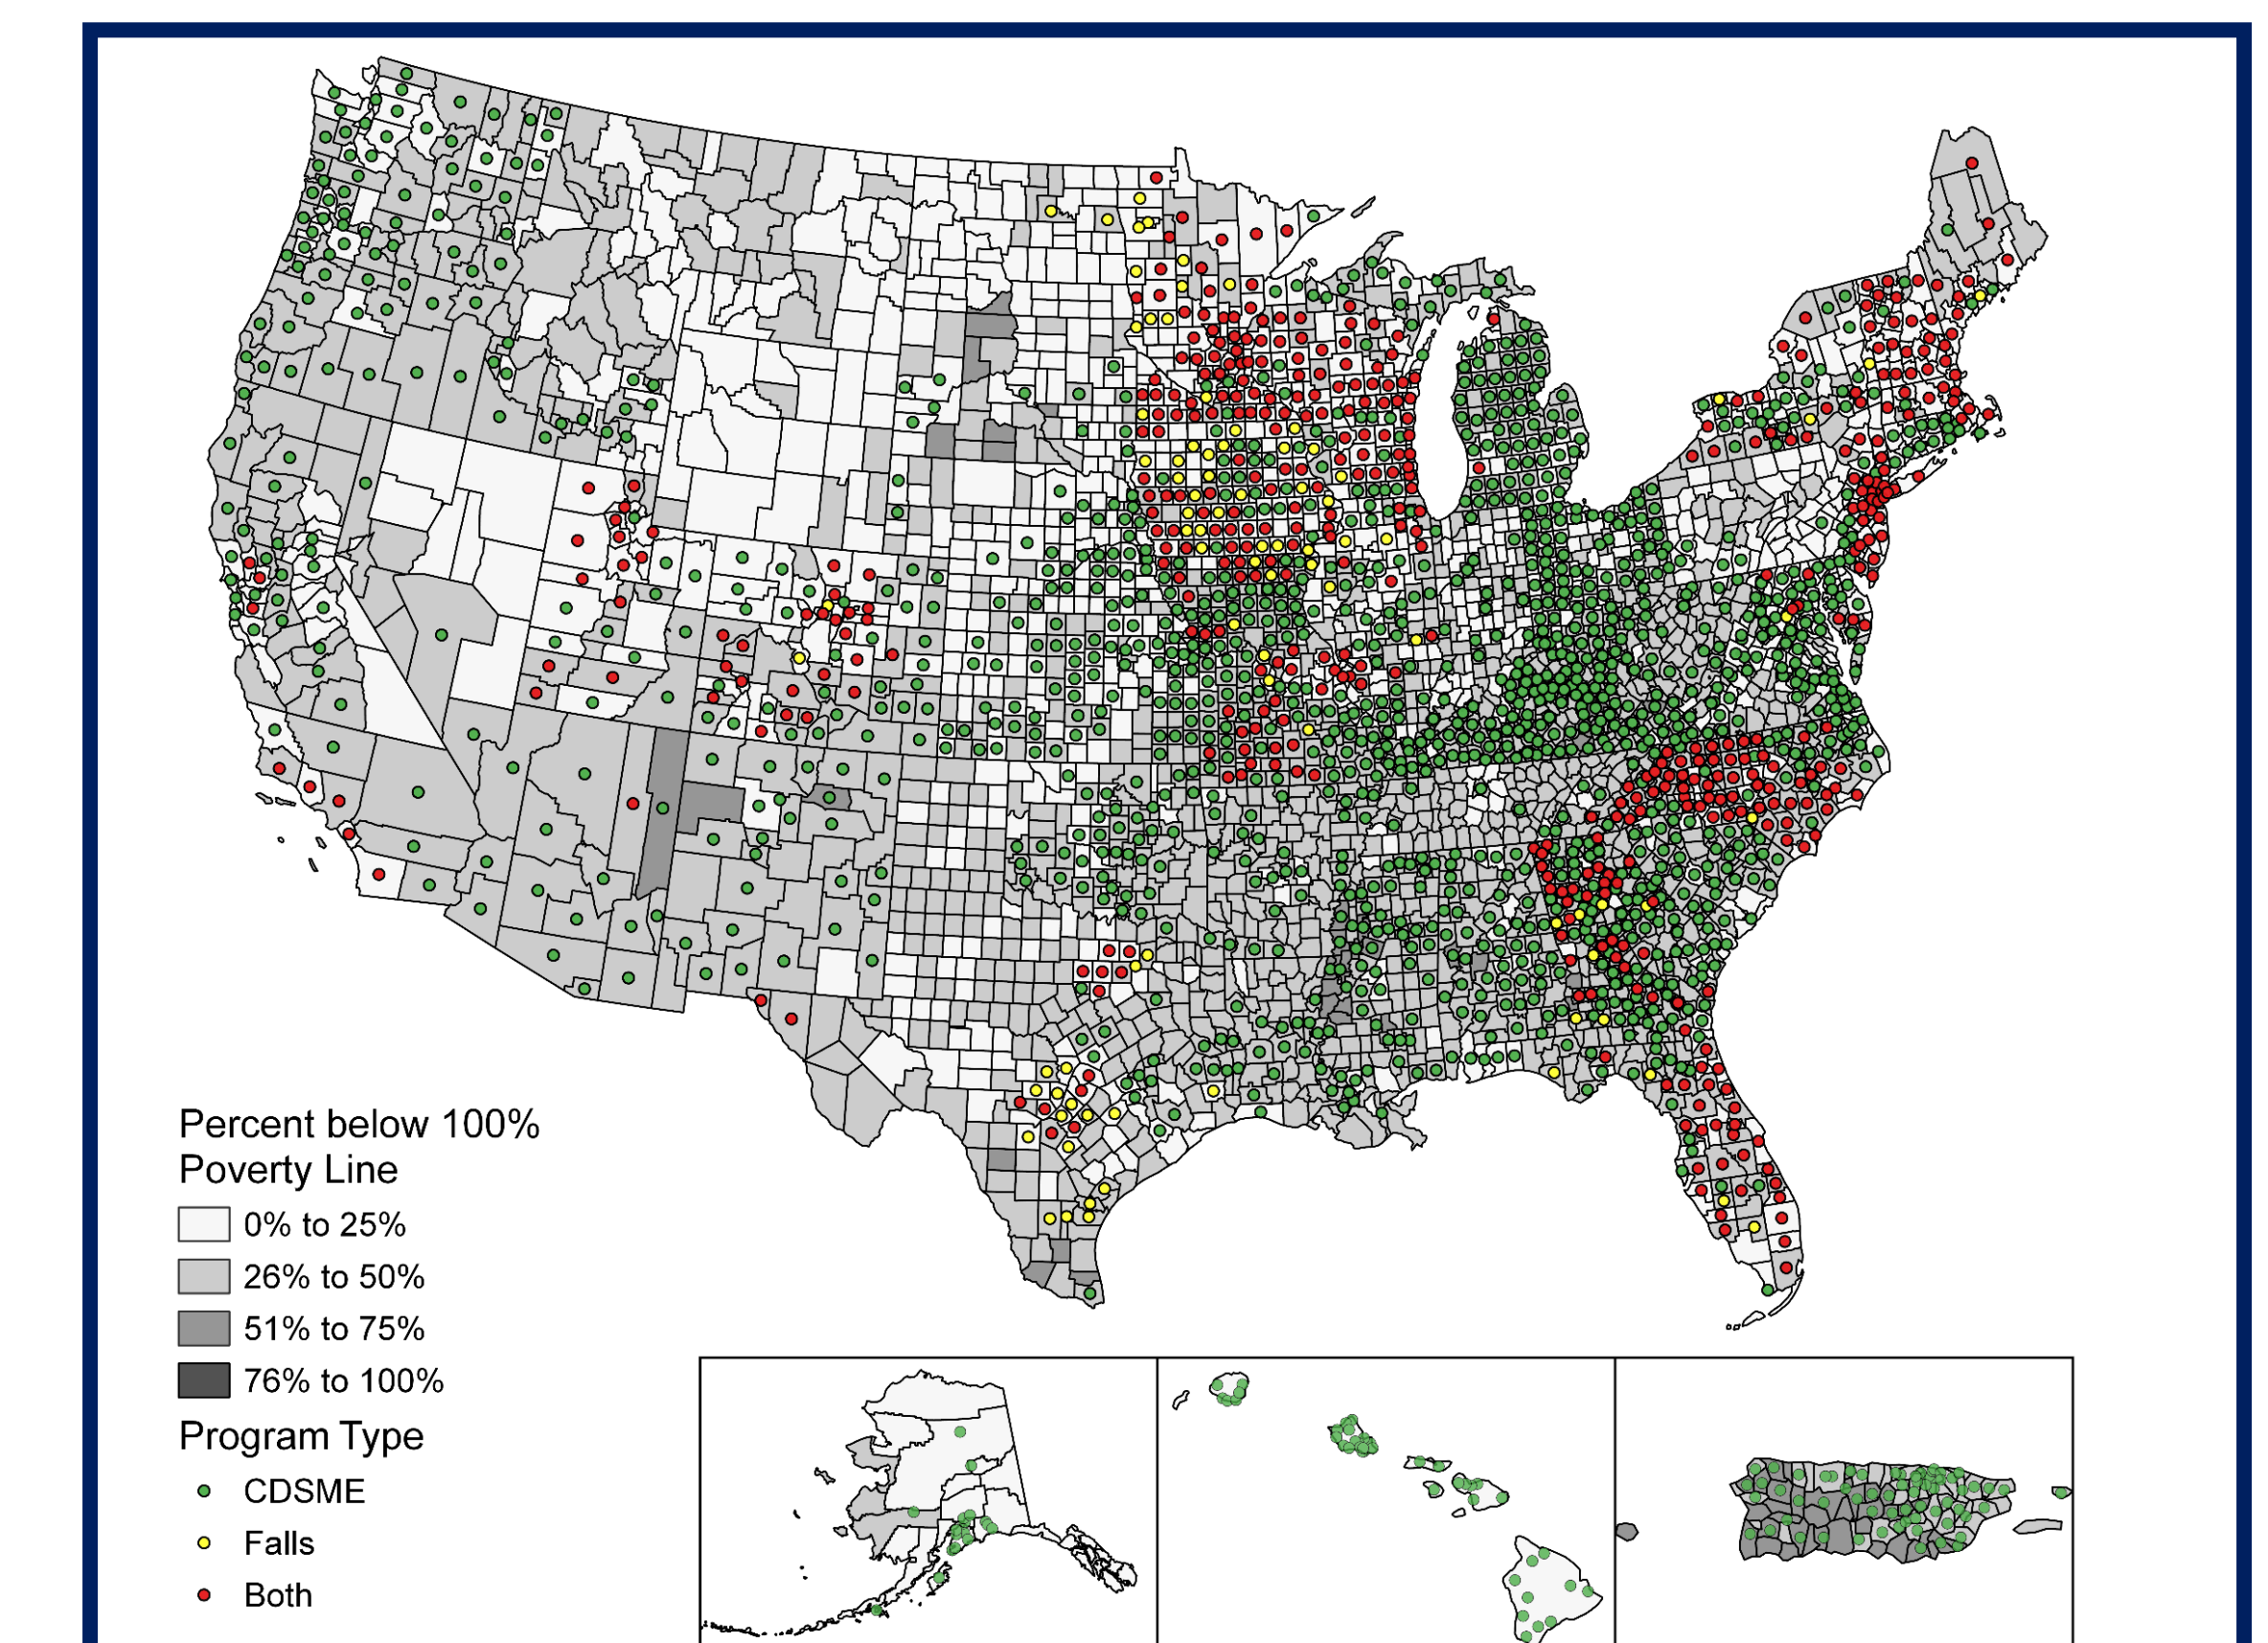 Percent below 100%
Poverty Line
0% to 25%
26% to 50%
51% to 75%
76% to 100%
Program Type
CDSME
Falls
Both